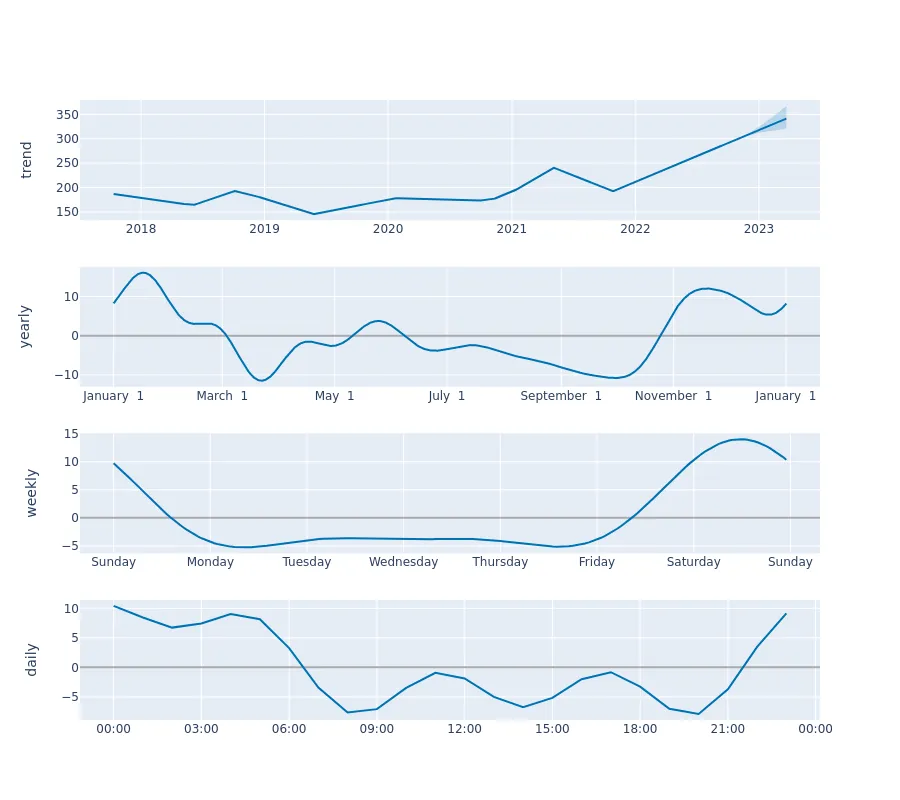 trend
350
300
250
200
150
2018 2019 2020 2021 2022 2023
yearly
10
0
−10
January 1 March 1 May 1 July 1 September 1 November 1 January 1
weekly
15
10
5
0
−5
Sunday Monday Tuesday Wednesday Thursday Friday Saturday Sunday
daily
10
5
0
−5
00:00 03:00 06:00 09:00 12:00 15:00 18:00 21:00 00:00